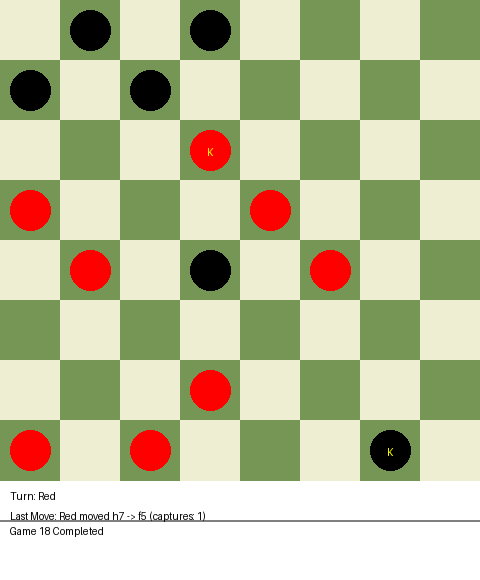 K
K
Turn: Red
Last Move: Red moved h7 -> f5 (captures: 1)
Game 18 Completed